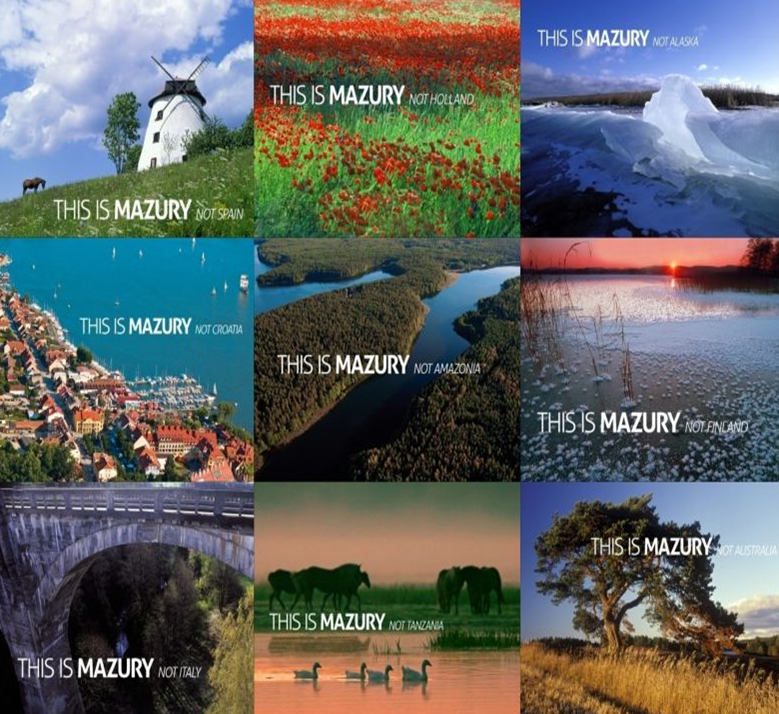 THIS IS MAZURY NOT SPAIN
THIS IS MAZURY NOT HOLLAND
THIS IS MAZURY NOT ALASKA
THIS IS MAZURY NOT CROATIA
THIS IS MAZURY NOT AMAZONIA
THIS IS MAZURY NOT FINLAND
THIS IS MAZURY NOT ITALY
THIS IS MAZURY NOT TANZANIA
THIS IS MAZURY NOT AUSTRALIA